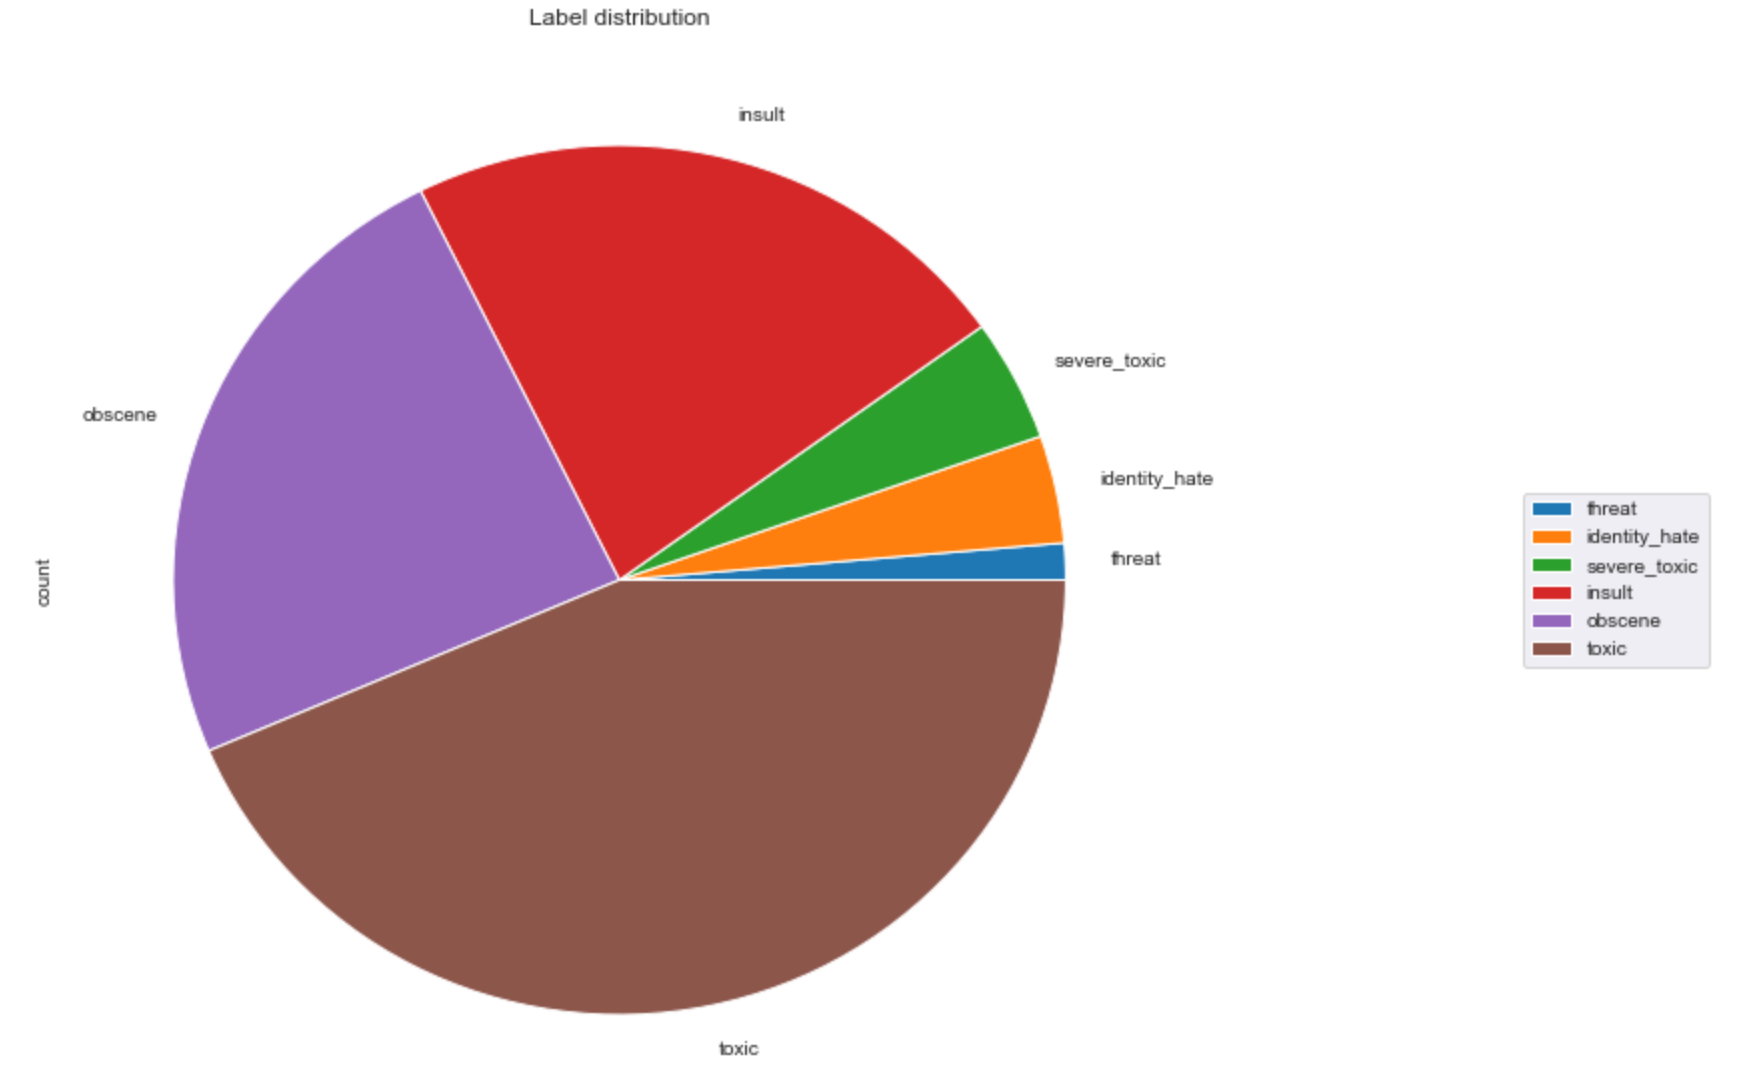 Label distribution
insult
severe_toxic
obscene
identity_hate
threat
count
toxic
threat
identity_hate
severe_toxic
insult
obscene
toxic